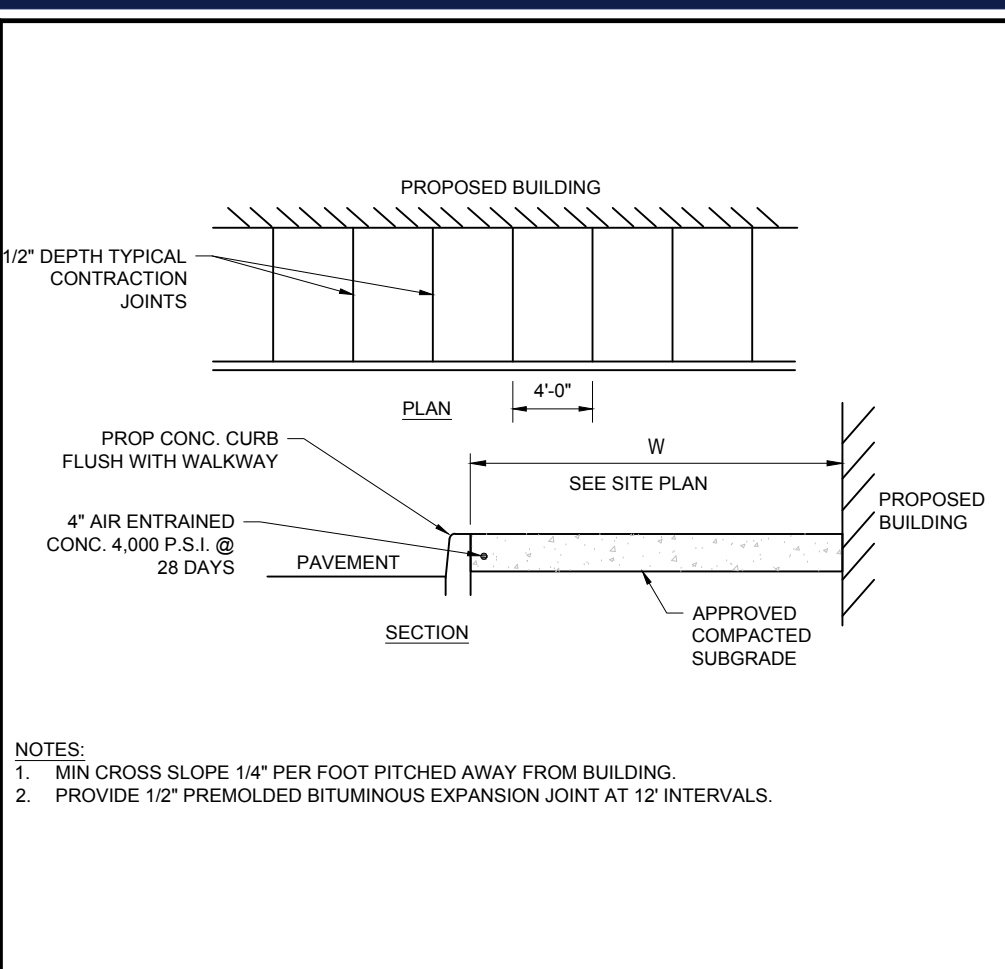 PROPOSED BUILDING
1/2" DEPTH TYPICAL
CONTRACTION
JOINTS
4'-0"
PLAN
PROP CONC. CURB
FLUSH WITH WALKWAY
W
SEE SITE PLAN
PROPOSED
BUILDING
4" AIR ENTRAINED
CONC. 4,000 P.S.I. @
28 DAYS
PAVEMENT
APPROVED
COMPACTED
SUBGRADE
SECTION
NOTES:
1. MIN CROSS SLOPE 1/4" PER FOOT PITCHED AWAY FROM BUILDING.
2. PROVIDE 1/2" PREMOLDED BITUMINOUS EXPANSION JOINT AT 12' INTERVALS.